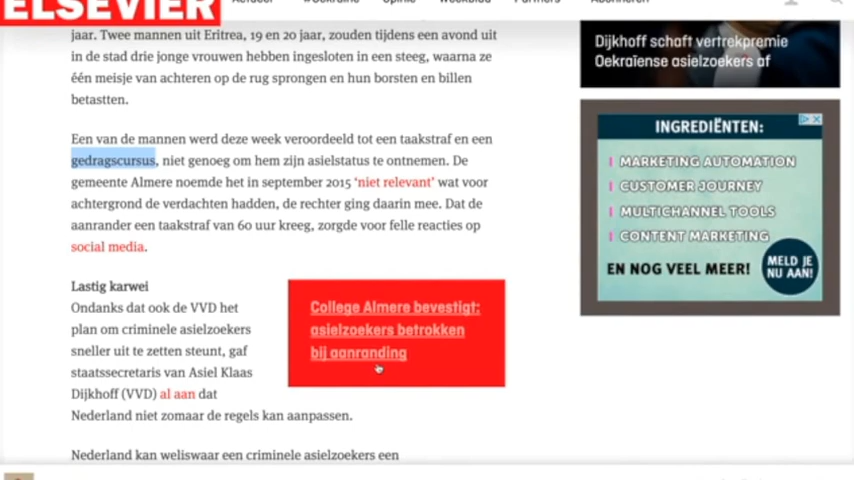 ELSEVIER
jaar. Twee mannen uit Eritrea, 19 en 20 jaar, zouden tijdens een avond uit
in de stad drie jonge vrouwen hebben ingesloten in een steeg, waarna ze
één meisje van achteren op de rug sprongen en hun borsten en billen
betastten.
Een van de mannen werd deze week veroordeeld tot een taakstraf en een
gedragscursus, niet genoeg om hem zijn asielstatus te ontnemen. De
gemeente Almere noemde het in september 2015 ‘niet relevant’ wat voor
achtergrond de verdachten hadden, de rechter ging daarin mee. Dat de
aanrander een taakstraf van 60 uur kreeg, zorgde voor felle reacties op
social media.
Lastig karwei
Ondanks dat ook de VVD het
plan om criminele asielzoekers
sneller uit te zetten steunt, gaf
staatssecretaris van Asiel Klaas
Dijkhoff (VVD) al aan dat
Nederland niet zomaar de regels kan aanpassen.
Nederland kan weliswaar een criminele asielzoekers een
College Almere bevestigt:
asielzoekers betrokken
bij aanranding
Dijkhoff schaft vertrekpremie
Oekraïense asielzoekers af
INGREDIËNTEN:
MARKETING AUTOMATION
CUSTOMER JOURNEY
MULTICHANNEL TOOLS
CONTENT MARKETING
EN NOG VEEL MEER!
MELD JE
NU AAN!